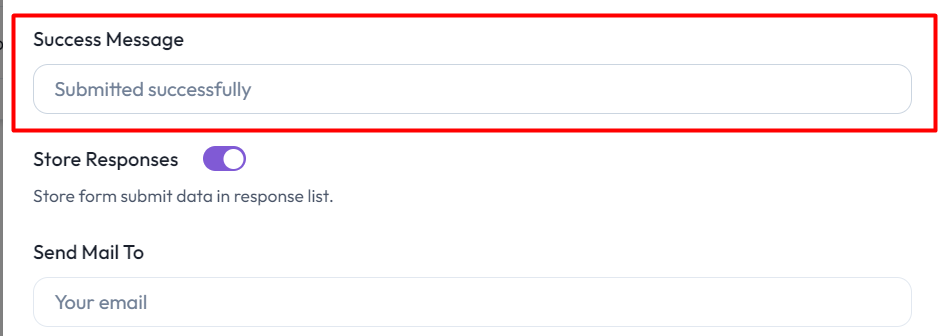 Success Message
Submitted successfully
Store Responses
Store form submit data in response list.
Send Mail To
Your email